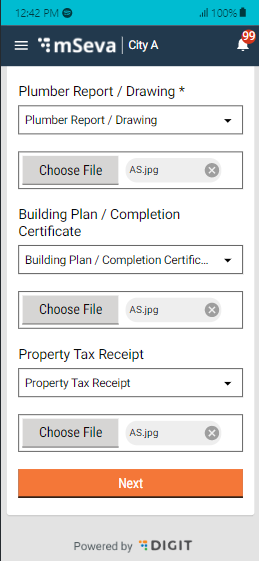 12:42 PM
100%
mSeva | City A
99
Plumber Report / Drawing *
Plumber Report / Drawing
Choose File AS.jpg
Building Plan / Completion
Certificate
Building Plan / Completion Certific...
Choose File AS.jpg
Property Tax Receipt
Property Tax Receipt
Choose File AS.jpg
Next
Powered by DIGIT